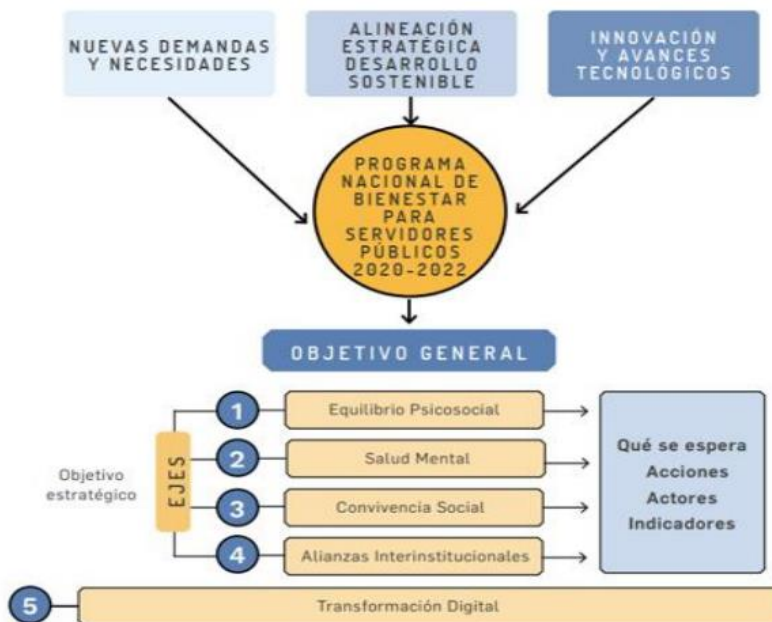 NUEVAS DEMANDAS
Y NECESIDADES
ALINEACIÓN
ESTRATÉGICA
DESARROLLO
SOSTENIBLE
INNOVACIÓN
Y AVANCES
TECNOLÓGICOS
PROGRAMA
NACIONAL DE
BIENESTAR
PARA
SERVIDORES
PÚBLICOS
2020-2022
OBJETIVO GENERAL
Objetivo
estratégico
EJES
1
Equilibrio Psicosocial
2
Salud Mental
3
Convivencia Social
4
Alianzas Interinstitucionales
Qué se espera
Acciones
Actores
Indicadores
5
Transformación Digital